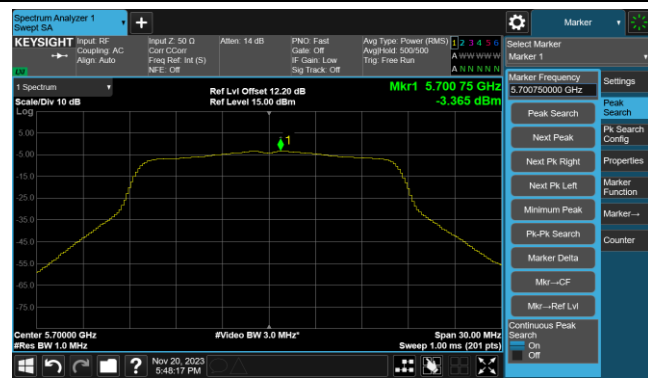 Spectrum Analyzer 1
Swept SA
Marker
KEYSIGHT
LV
Input: RF
Coupling: AC
Align: Auto
Input Z: 50 Ω
Corr CCorr
Freq Ref: Int (S)
NFE: Off
Atten: 14 dB
PNO: Fast
Gate: Off
IF Gain: Low
Sig Track: Off
Avg Type: Power (RMS)
Avg|Hold: 500/500
Trig: Free Run
1 2 3 4 5 6
A W W W W W
A N N N N N
Select Marker
Marker 1
1 Spectrum
Scale/Div 10 dB
Log
Ref Lvl Offset 12.20 dB
Ref Level 15.00 dBm
Mkr1 5.700 75 GHz
-3.365 dBm
5.00
-5.00
-15.0
-25.0
-35.0
-45.0
-55.0
-65.0
-75.0
1
Center 5.70000 GHz
#Res BW 1.0 MHz
#Video BW 3.0 MHz*
Span 30.00 MHz
Sweep 1.00 ms (201 pts)
Marker Frequency
5.700750000 GHz
Peak Search
Next Peak
Next Pk Right
Next Pk Left
Minimum Peak
Pk-Pk Search
Marker Delta
Mkr→CF
Mkr→Ref Lvl
Continuous Peak
Search
On
Off
Settings
Peak
Search
Pk Search
Config
Properties
Marker
Function
Marker→
Counter
?
Nov 20, 2023
5:48:17 PM